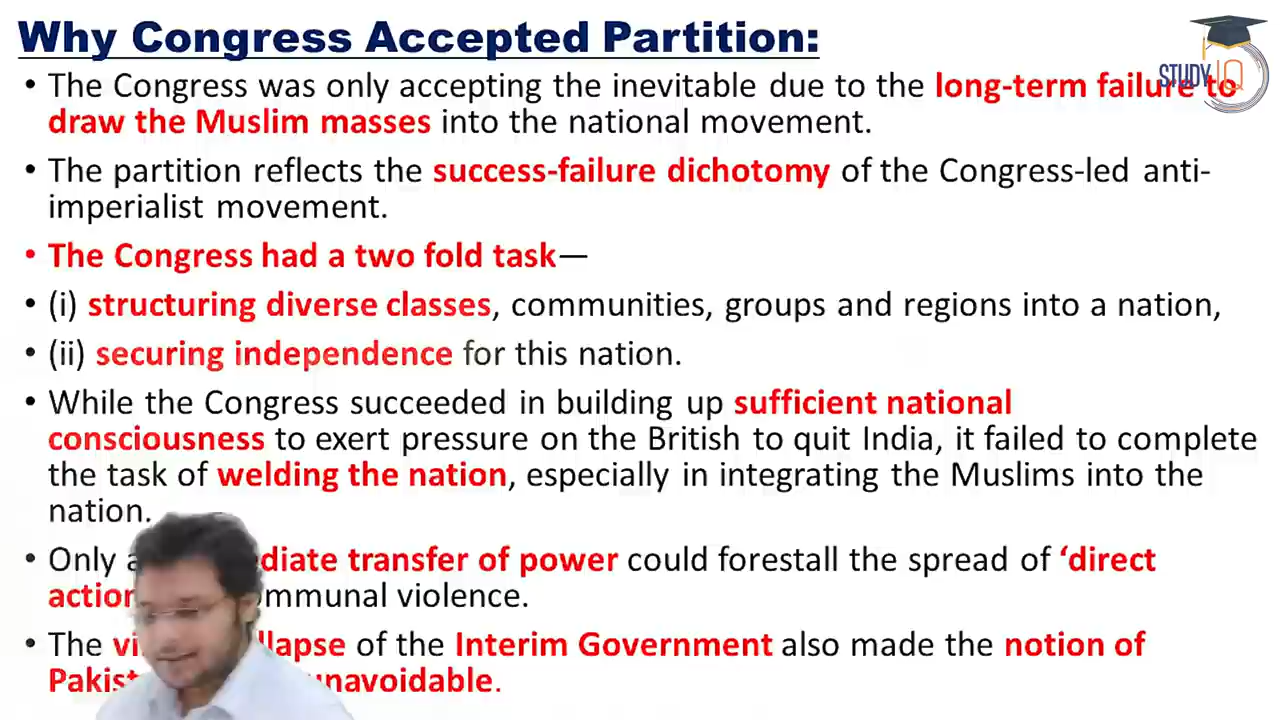 Why Congress Accepted Partition:
STUDY IQ
• The Congress was only accepting the inevitable due to the long-term failure to
draw the Muslim masses into the national movement.
• The partition reflects the success-failure dichotomy of the Congress-led anti-
imperialist movement.
• The Congress had a two fold task—
• (i) structuring diverse classes, communities, groups and regions into a nation,
• (ii) securing independence for this nation.
• While the Congress succeeded in building up sufficient national
consciousness to exert pressure on the British to quit India, it failed to complete
the task of welding the nation, especially in integrating the Muslims into the
nation.
• Only diate transfer of power could forestall the spread of ‘direct
action mmunal violence.
• The llapse of the Interim Government also made the notion of
Pakist unavoidable.